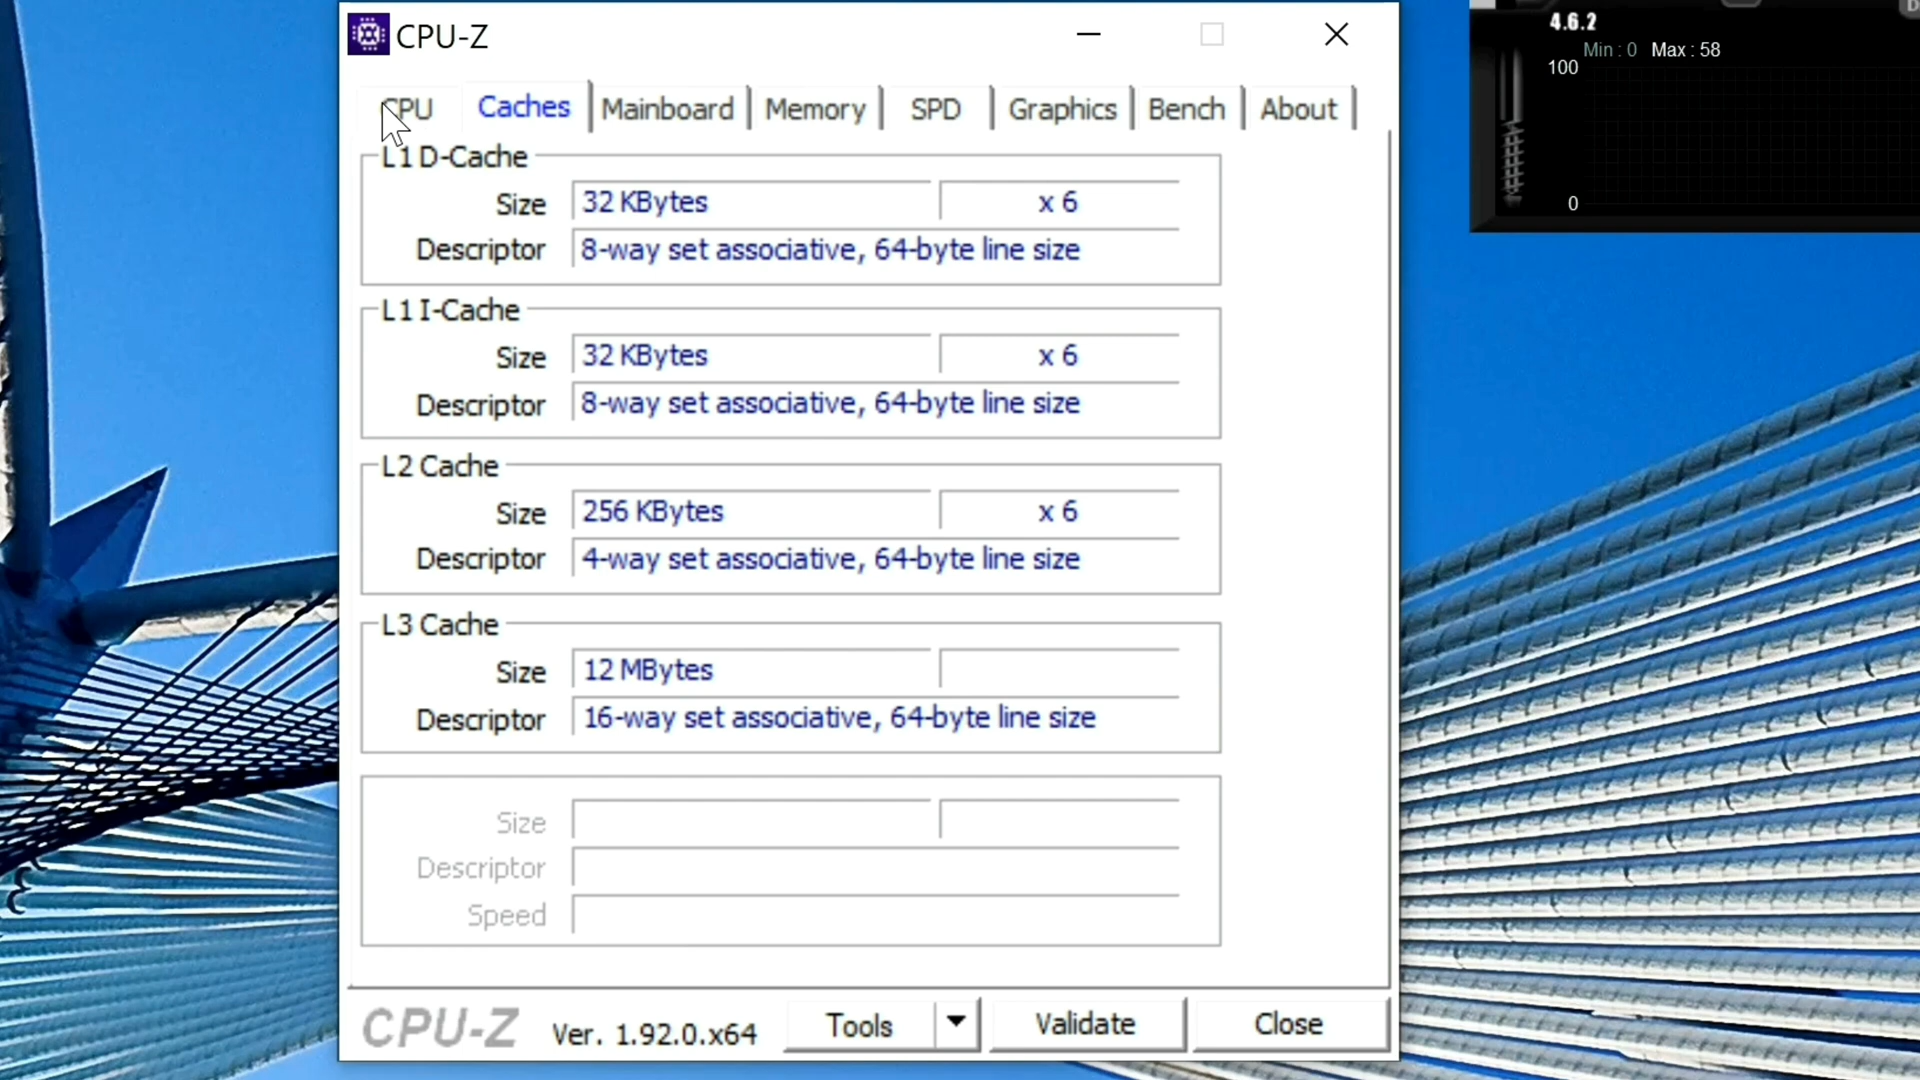 CPU-Z
CPU Caches Mainboard Memory SPD Graphics Bench About
L1 D-Cache
Size 32 KBytes x 6
Descriptor 8-way set associative, 64-byte line size
L1 I-Cache
Size 32 KBytes x 6
Descriptor 8-way set associative, 64-byte line size
L2 Cache
Size 256 KBytes x 6
Descriptor 4-way set associative, 64-byte line size
L3 Cache
Size 12 MBytes
Descriptor 16-way set associative, 64-byte line size
Size
Descriptor
Speed
CPU-Z Ver. 1.92.0.x64 Tools Validate Close
4.6.2
Min : 0 Max : 58
100
0